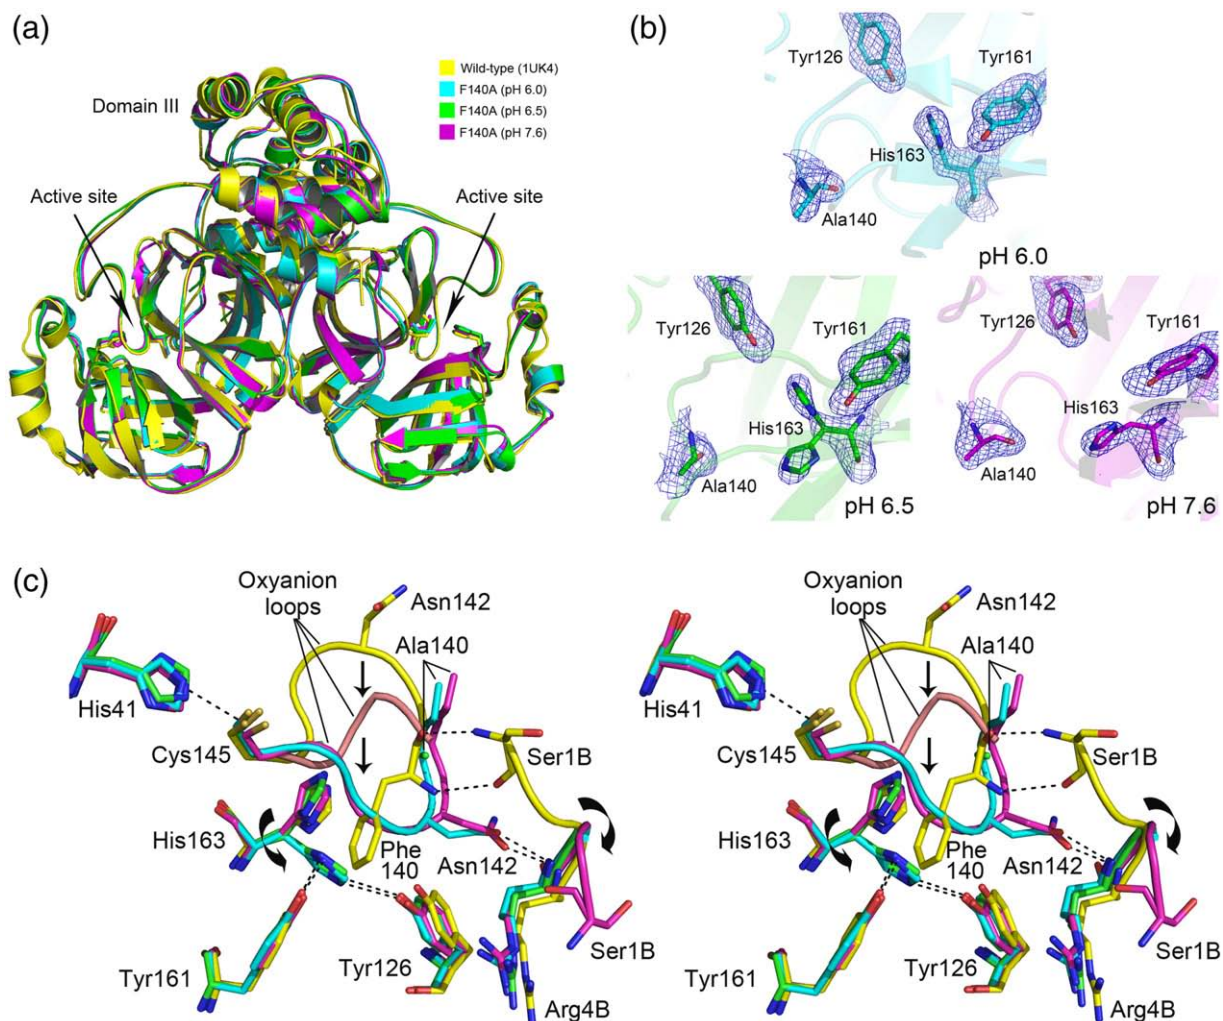 (a)
Wild-type (1UK4)
F140A (pH 6.0)
F140A (pH 6.5)
F140A (pH 7.6)
Domain III
Active site
Active site
(b)
Tyr126
Tyr161
His163
Ala140
pH 6.0
Tyr126
Tyr161
His163
Ala140
pH 6.5
Tyr126
Tyr161
His163
Ala140
pH 7.6
(c)
Oxyanion
loops
Asn142
Ala140
His41
Cys145
Ser1B
His163
Phe
140
Asn142
Ser1B
Tyr161
Tyr126
Arg4B
Oxyanion
loops
Asn142
Ala140
His41
Cys145
Ser1B
His163
Phe
140
Asn142
Ser1B
Tyr161
Tyr126
Arg4B